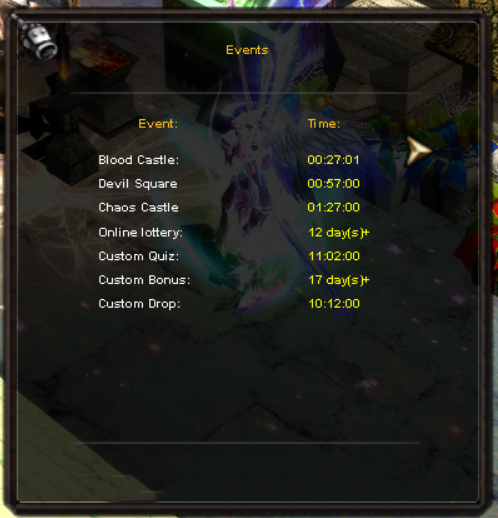 Events
Event: Time:
Blood Castle: 00:27:01
Devil Square 00:57:00
Chaos Castle 01:27:00
Online lottery: 12 day(s)+
Custom Quiz: 11:02:00
Custom Bonus: 17 day(s)+
Custom Drop: 10:12:00